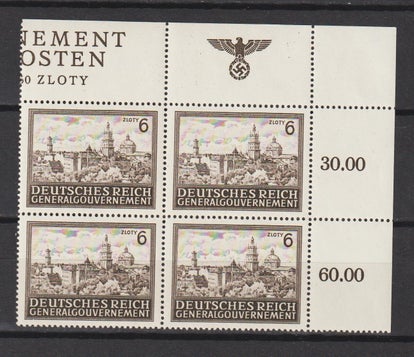 NEMENT
OSTEN
0 ZLOTY
ZLOTY 6
DEUTSCHES REICH
GENERALGOUVERNEMENT
ZLOTY 6
DEUTSCHES REICH
GENERALGOUVERNEMENT
30.00
ZLOTY 6
DEUTSCHES REICH
GENERALGOUVERNEMENT
ZLOTY 6
DEUTSCHES REICH
GENERALGOUVERNEMENT
60.00